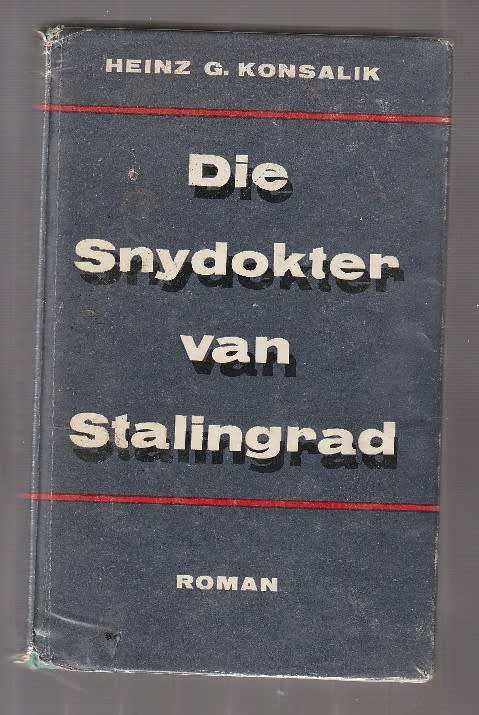 HEINZ G. KONSALIK
Die
Snydokter
van
Stalingrad
ROMAN